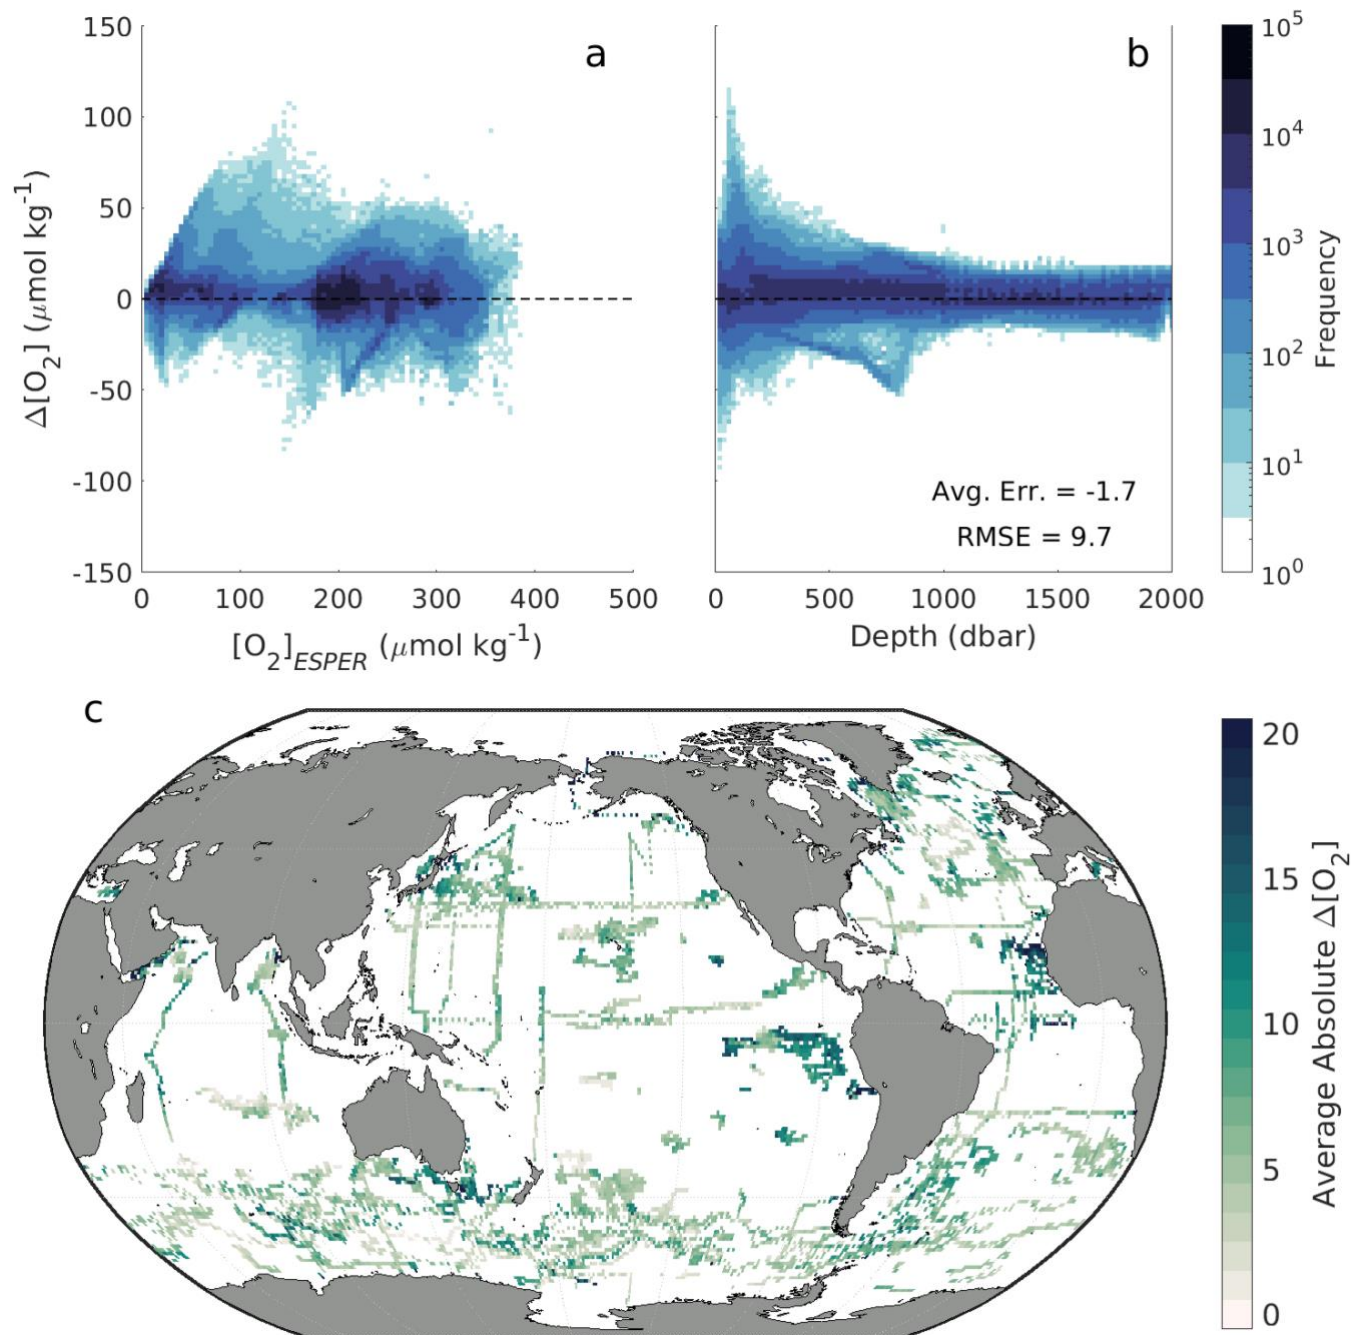 a
b
150
100
50
0
-50
-100
-150
Δ[O2] (μmol kg-1)
0 100 200 300 400 500
[O2]ESPER (μmol kg-1)
Avg. Err. = -1.7
RMSE = 9.7
0 500 1000 1500 2000
Depth (dbar)
10^5
10^4
10^3
10^2
10^1
10^0
Frequency
c
20
15
10
5
0
Average Absolute Δ[O2]